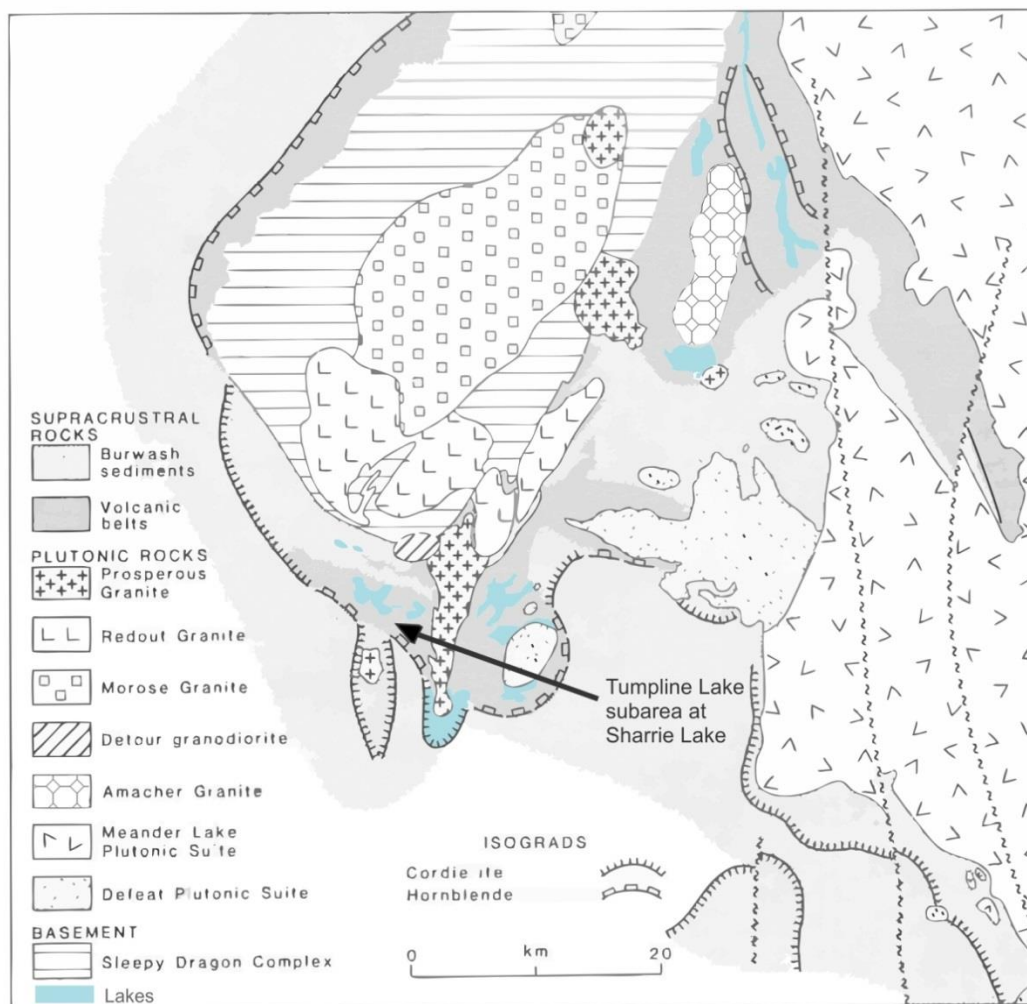 SUPRACRUSTRAL
ROCKS
Burwash
sediments
Volcanic
belts
PLUTONIC ROCKS
Prosperous
Granite
Redout Granite
Morose Granite
Detour granodiorite
Amacher Granite
Meander Lake
Plutonic Suite
Defeat Plutonic Suite
BASEMENT
Sleepy Dragon Complex
Lakes
Tumpline Lake
subarea at
Sharrie Lake
ISOGRADS
Cordie ite
Hornblende
0 km 20